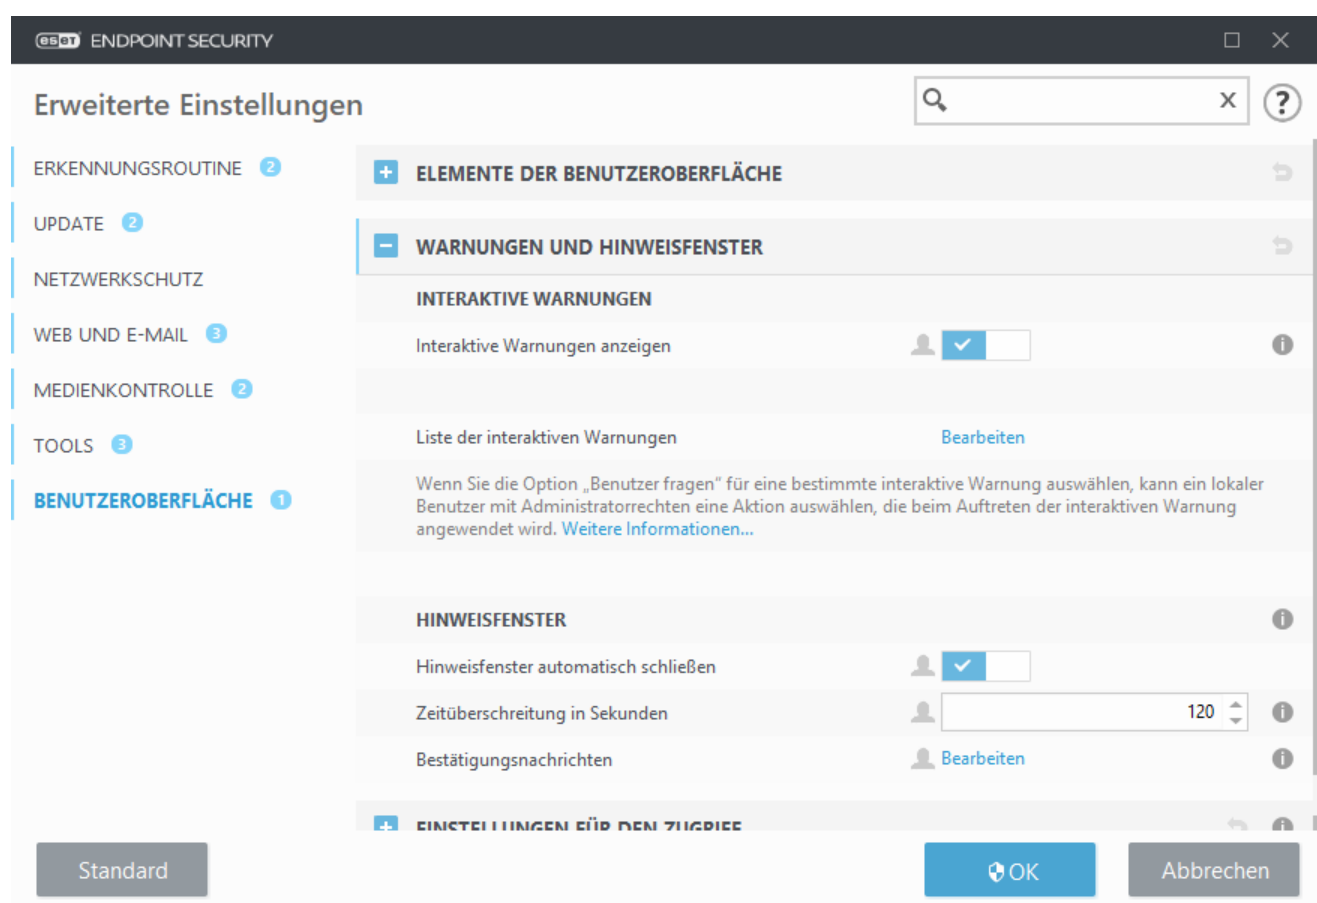 eset ENDPOINT SECURITY
Erweiterte Einstellungen
X
?
ERKENNUNGSROUTINE 2
UPDATE 2
NETZWERKSCHUTZ
WEB UND E-MAIL 3
MEDIENKONTROLLE 2
TOOLS 3
BENUTZEROBERFLÄCHE 1
ELEMENTE DER BENUTZEROBERFLÄCHE
WARNUNGEN UND HINWEISFENSTER
INTERAKTIVE WARNUNGEN
Interaktive Warnungen anzeigen
Liste der interaktiven Warnungen Bearbeiten
Wenn Sie die Option „Benutzer fragen“ für eine bestimmte interaktive Warnung auswählen, kann ein lokaler
Benutzer mit Administratorrechten eine Aktion auswählen, die beim Auftreten der interaktiven Warnung
angewendet wird. Weitere Informationen...
HINWEISFENSTER
Hinweisfenster automatisch schließen
Zeitüberschreitung in Sekunden 120
Bestätigungsnachrichten Bearbeiten
EINSTELLUNGEN FÜR DEN ZUGRIFF
Standard
OK
Abbrechen